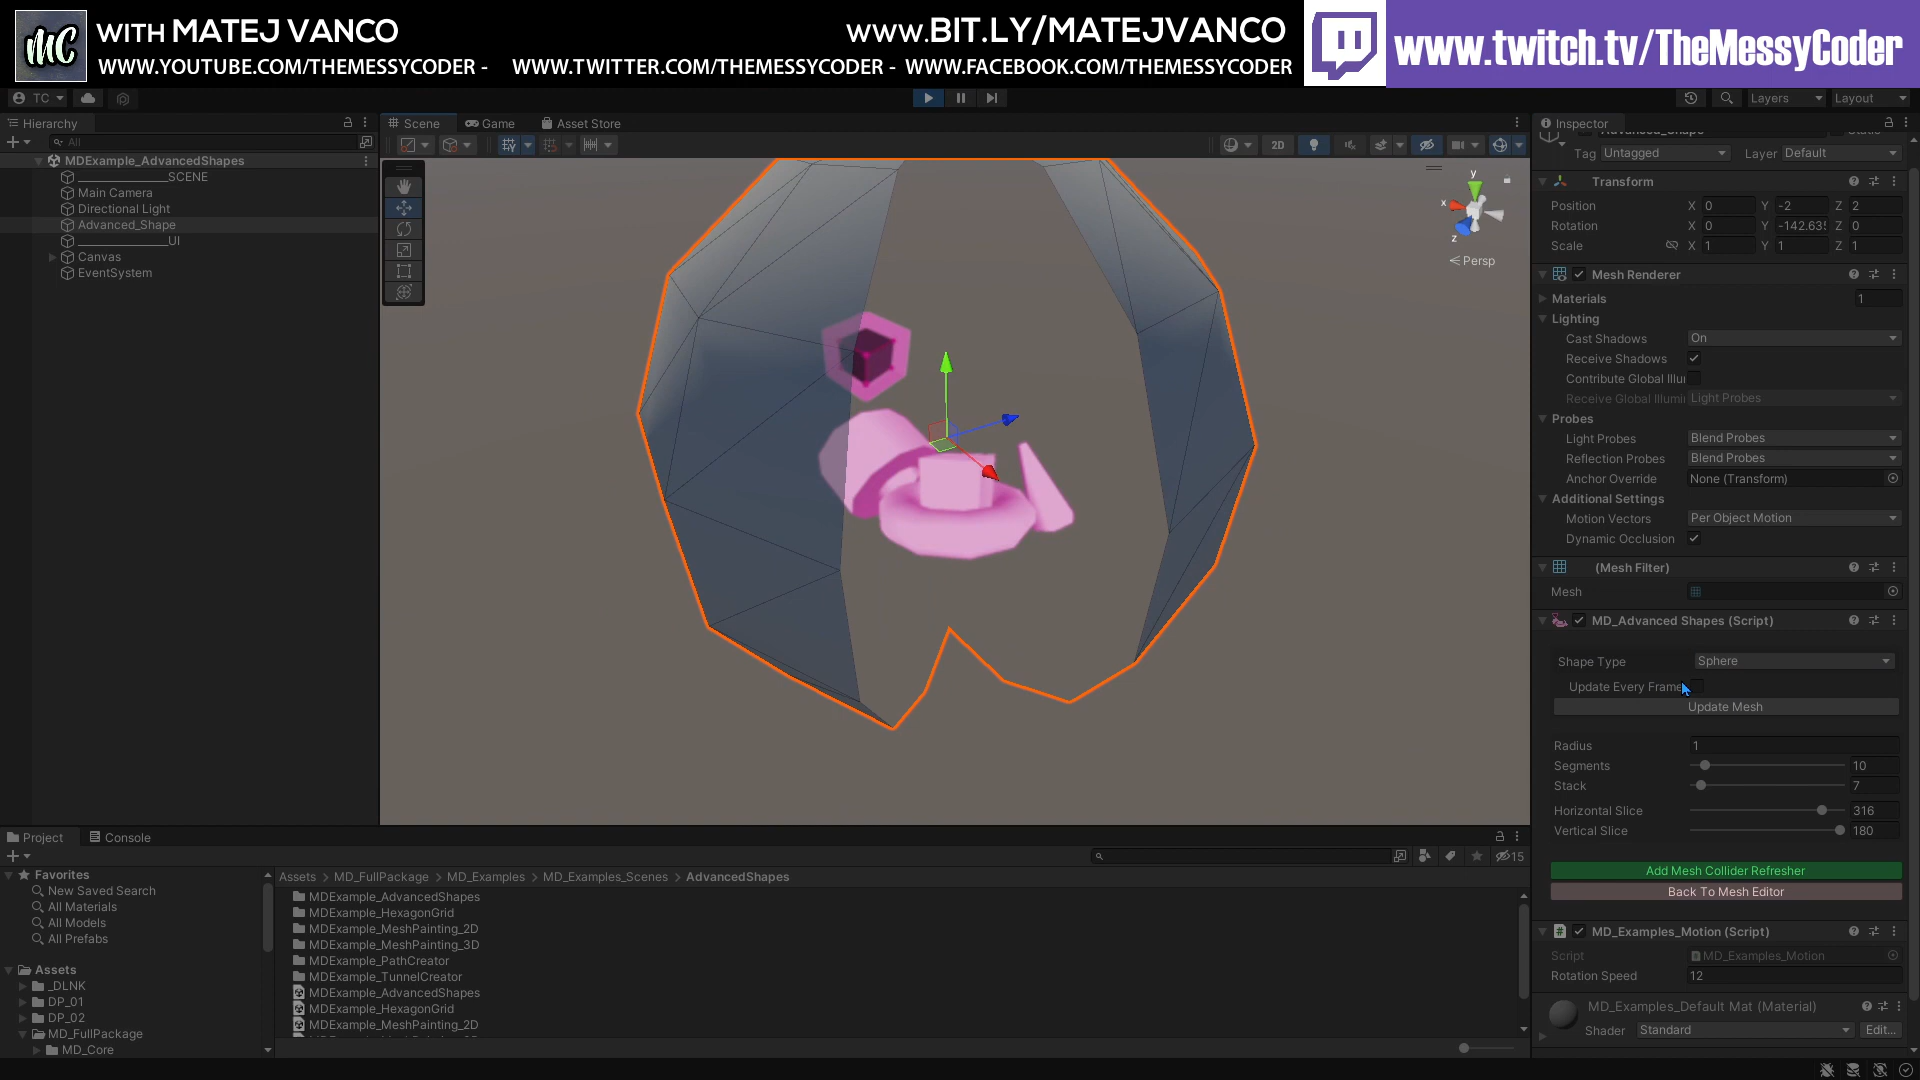 MC
WITH MATEJ VANCO
WWW.YOUTUBE.COM/THEMESSYCODER - WWW.TWITTER.COM/THEMESSYCODER - WWW.FACEBOOK.COM/THEMESSYCODER
WWW.BIT.LY/MATEJVANCO
www.twitch.tv/TheMessyCoder
TC
Layers
Layout
Hierarchy
All
MDExample_AdvancedShapes
______________SCENE
Main Camera
Directional Light
Advanced_Shape
______________UI
Canvas
EventSystem
Scene
Game
Asset Store
2D
y
x
z
Persp
Inspector
Tag Untagged
Layer Default
Transform
Position X 0 Y -2 Z 2
Rotation X 0 Y -142.635 Z 0
Scale X 1 Y 1 Z 1
Mesh Renderer
Materials 1
Lighting
Cast Shadows On
Receive Shadows
Contribute Global Illu
Receive Global Illumi Light Probes
Probes
Light Probes Blend Probes
Reflection Probes Blend Probes
Anchor Override None (Transform)
Additional Settings
Motion Vectors Per Object Motion
Dynamic Occlusion
(Mesh Filter)
Mesh
MD_Advanced Shapes (Script)
Shape Type Sphere
Update Every Frame
Update Mesh
Radius 1
Segments 10
Stack 7
Horizontal Slice 316
Vertical Slice 180
Add Mesh Collider Refresher
Back To Mesh Editor
MD_Examples_Motion (Script)
Script MD_Examples_Motion
Rotation Speed 12
MD_Examples_Default Mat (Material)
Shader Standard Edit...
Project
Console
15
Favorites
New Saved Search
All Materials
All Models
All Prefabs
Assets
_DLNK
DP_01
DP_02
MD_FullPackage
MD_Core
Assets > MD_FullPackage > MD_Examples > MD_Examples_Scenes > AdvancedShapes
MDExample_AdvancedShapes
MDExample_HexagonGrid
MDExample_MeshPainting_2D
MDExample_MeshPainting_3D
MDExample_PathCreator
MDExample_TunnelCreator
MDExample_AdvancedShapes
MDExample_HexagonGrid
MDExample_MeshPainting_2D